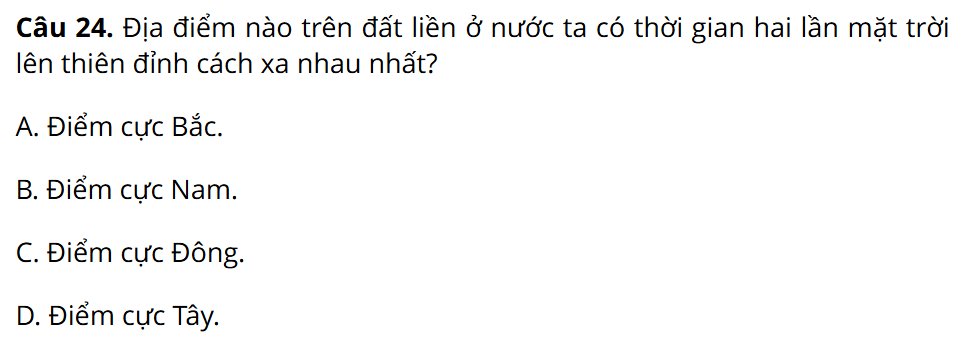 Câu 24. Địa điểm nào trên đất liền ở nước ta có thời gian hai lần mặt trời
lên thiên đỉnh cách xa nhau nhất?
A. Điểm cực Bắc.
B. Điểm cực Nam.
C. Điểm cực Đông.
D. Điểm cực Tây.